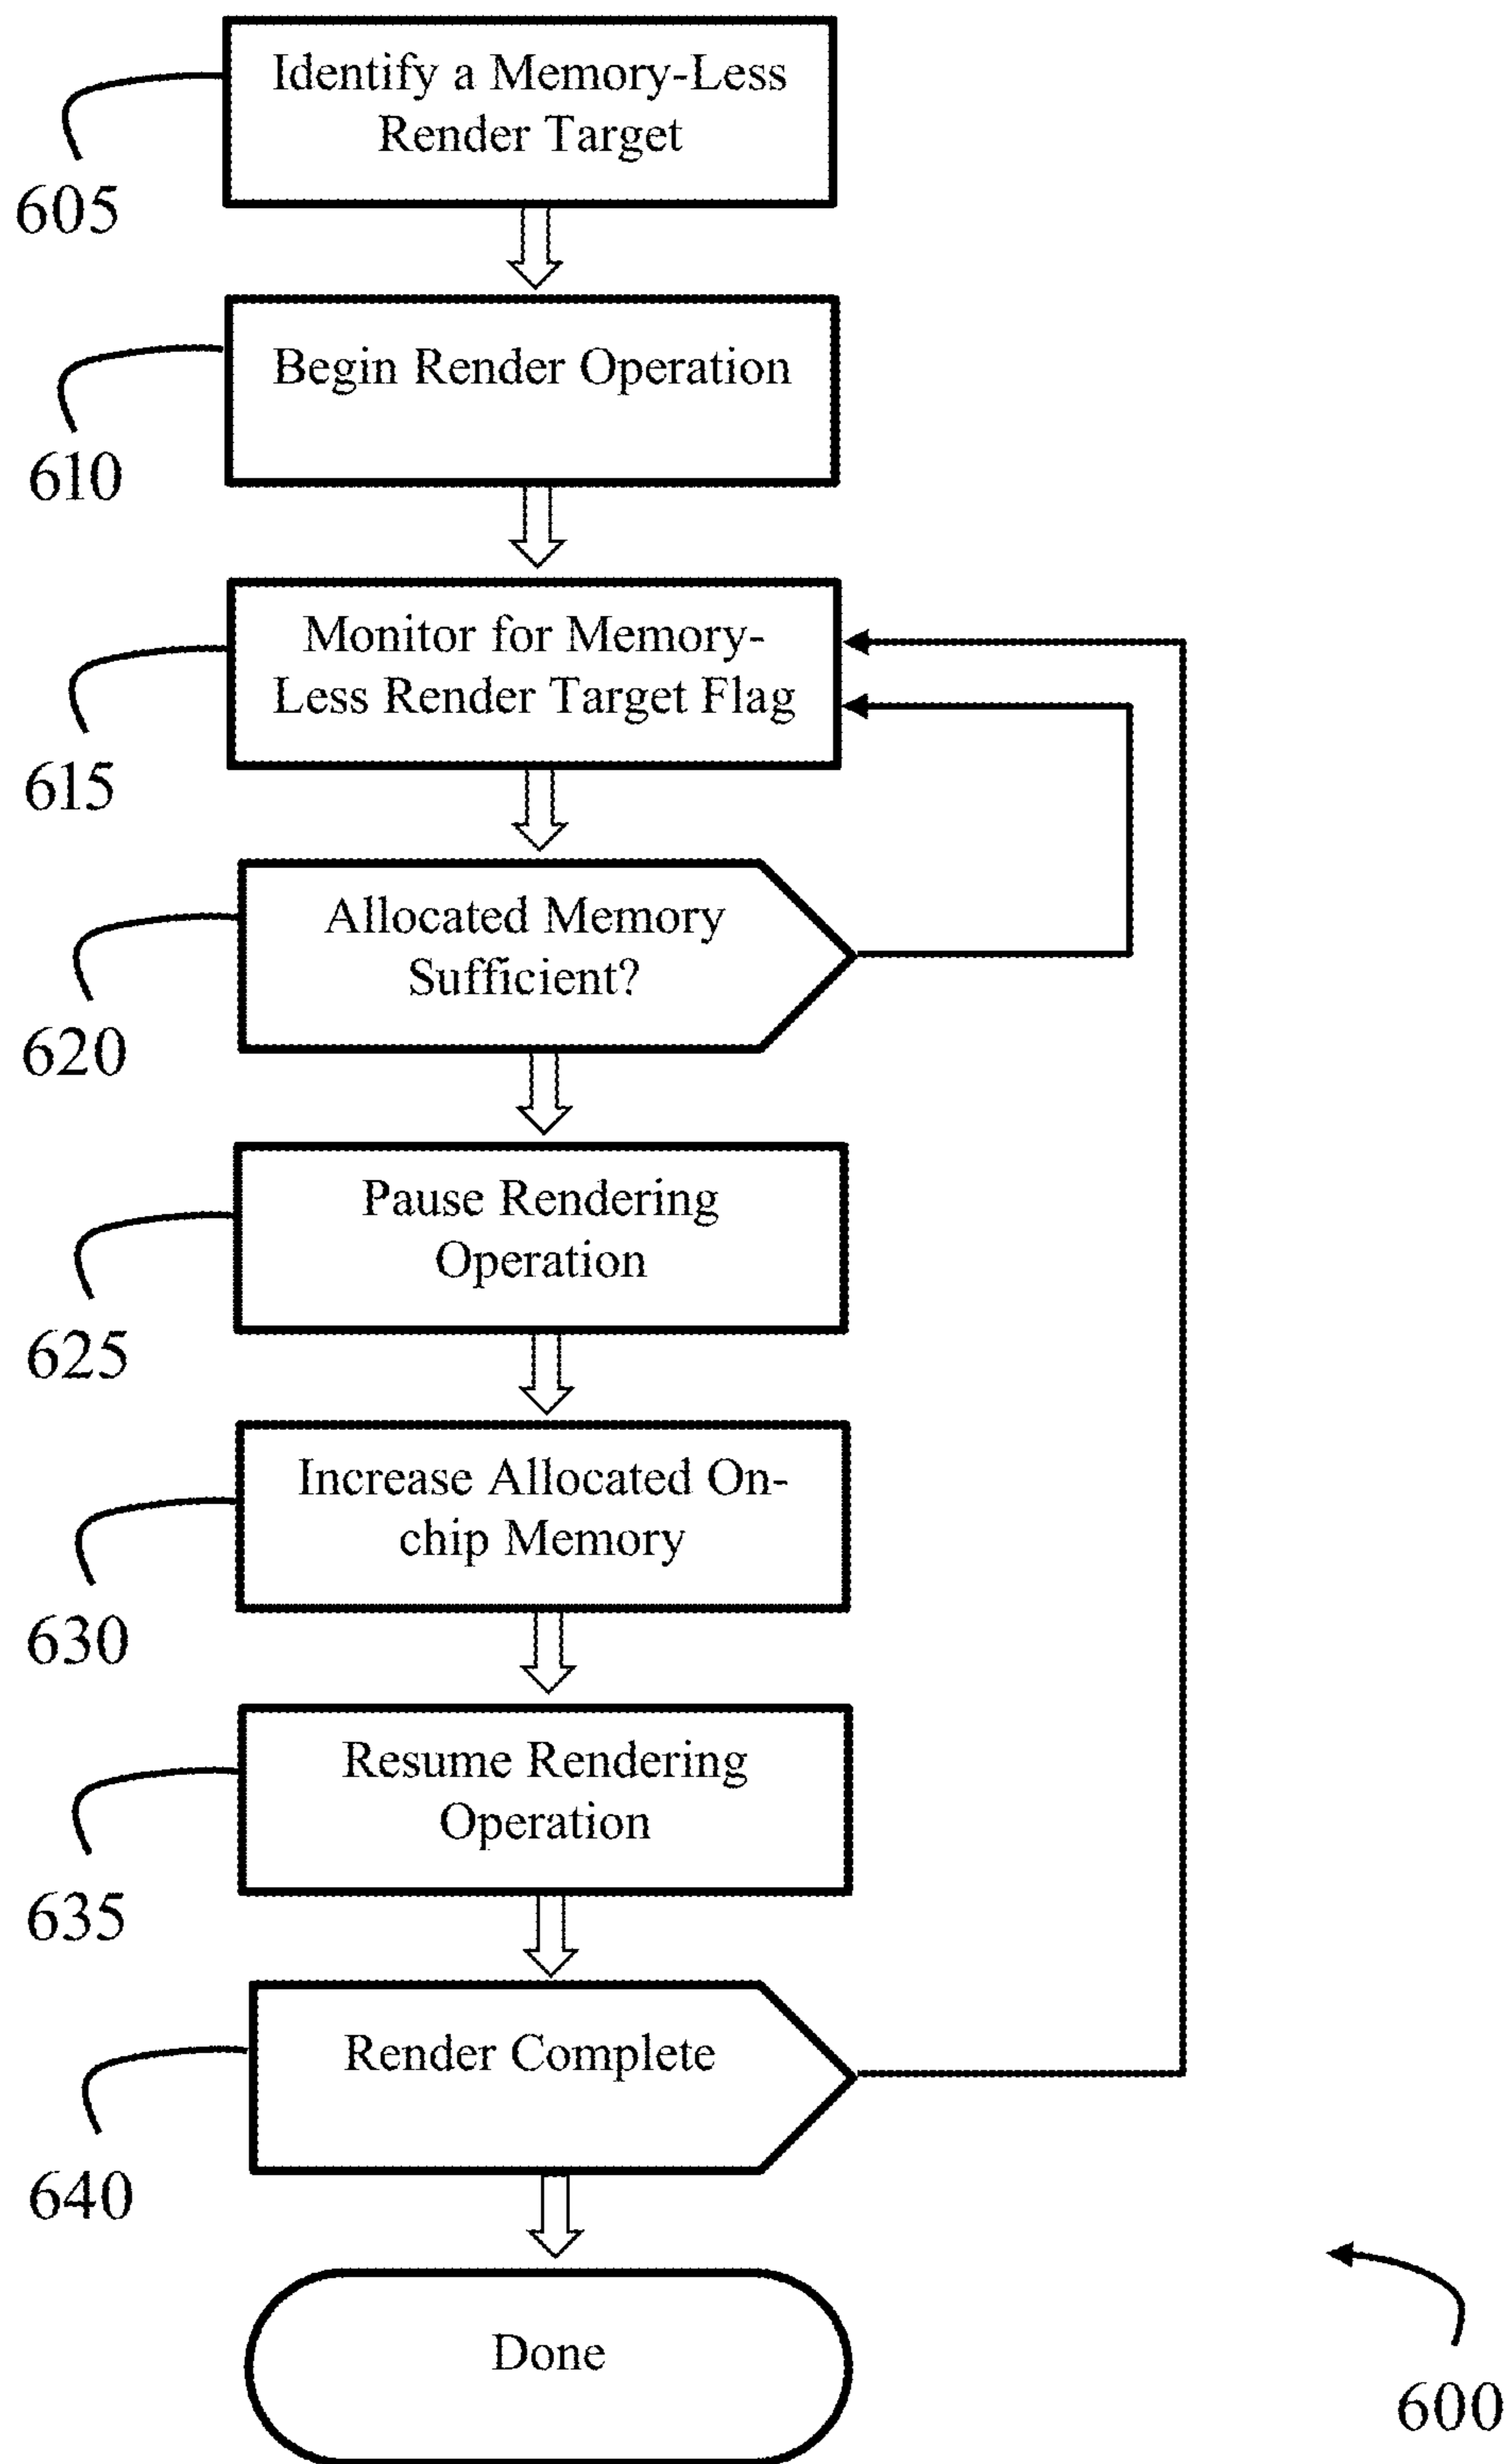 Identify a Memory-Less
Render Target
605
Begin Render Operation
610
Monitor for Memory-
Less Render Target Flag
615
Allocated Memory
Sufficient?
620
Pause Rendering
Operation
625
Increase Allocated On-
chip Memory
630
Resume Rendering
Operation
635
Render Complete
640
Done
600